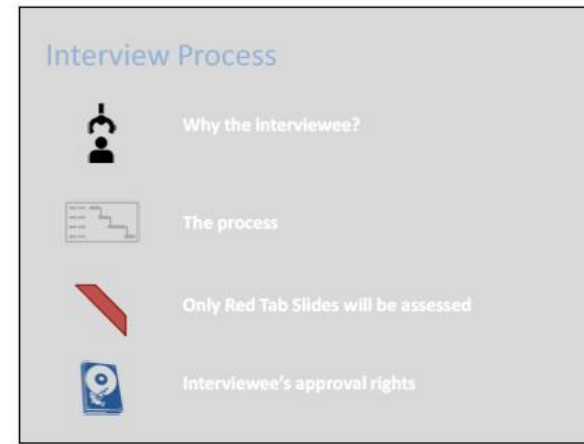 Interview Process
Why the interviewee?
The process
Only Red Tab Slides will be assessed
Interviewee's approval rights